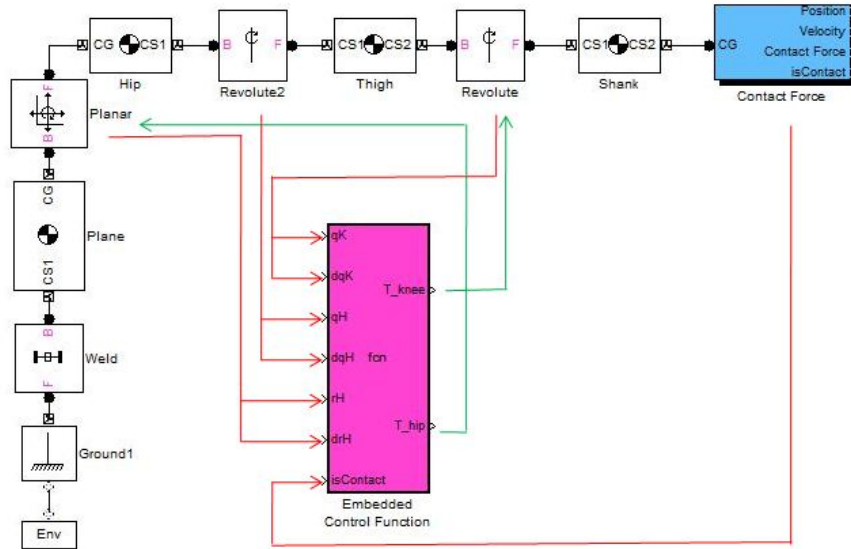 Position
Velocity
Contact Force
isContact
CG
Contact Force
CG CS1
Hip
B F
Revolute2
CS1 CS2
Thigh
B F
Revolute
CS1 CS2
Shank
F
B
Planar
CG
CS1
Plane
B
F
Weld
Ground1
Env
qK
dqK
qH
dqH
rH
drH
isContact
fcn
T_knee
T_hip
Embedded
Control Function